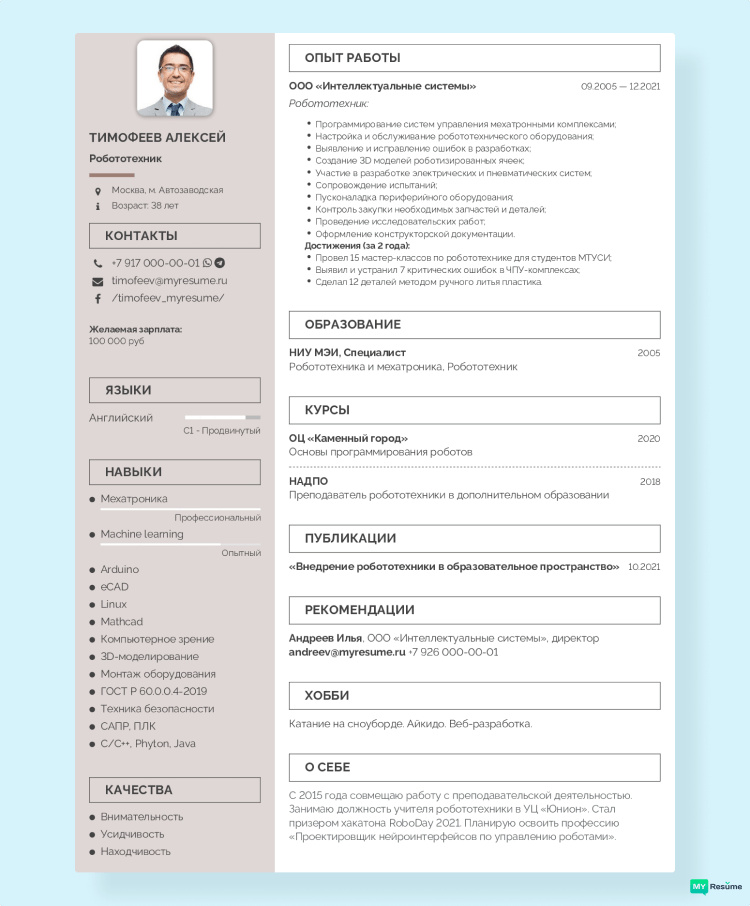 ТИМОФЕЕВ АЛЕКСЕЙ
Робототехник
Москва, м. Автозаводская
Возраст: 38 лет
КОНТАКТЫ
+7 917 000-00-01
timofeev@myresume.ru
/timofeev_myresume/
Желаемая зарплата:
100 000 руб
ЯЗЫКИ
Английский
C1 - Продвинутый
НАВЫКИ
Мехатроника
Профессиональный
Machine learning
Опытный
Arduino
eCAD
Linux
Mathcad
Компьютерное зрение
3D-моделирование
Монтаж оборудования
ГОСТ Р 60.0.0.4-2019
Техника безопасности
САПР, ПЛК
C/C++, Phyton, Java
КАЧЕСТВА
Внимательность
Усидчивость
Находчивость
ОПЫТ РАБОТЫ
ООО «Интеллектуальные системы» 09.2005 — 12.2021
Робототехник:
Программирование систем управления мехатронными комплексами;
Настройка и обслуживание робототехнического оборудования;
Выявление и исправление ошибок в разработках;
Создание 3D моделей роботизированных ячеек;
Участие в разработке электрических и пневматических систем;
Сопровождение испытаний;
Пусконаладка периферийного оборудования;
Контроль закупки необходимых запчастей и деталей;
Проведение исследовательских работ;
Оформление конструкторской документации.
Достижения (за 2 года):
Провел 15 мастер-классов по робототехнике для студентов МТУСИ;
Выявил и устранил 7 критических ошибок в ЧПУ-комплексах;
Сделал 12 деталей методом ручного литья пластика.
ОБРАЗОВАНИЕ
НИУ МЭИ, Специалист 2005
Робототехника и мехатроника, Робототехник
КУРСЫ
ОЦ «Каменный город» 2020
Основы программирования роботов
НАДПО 2018
Преподаватель робототехники в дополнительном образовании
ПУБЛИКАЦИИ
«Внедрение робототехники в образовательное пространство» 10.2021
РЕКОМЕНДАЦИИ
Андреев Илья, ООО «Интеллектуальные системы», директор
andreev@myresume.ru +7 926 000-00-01
ХОББИ
Катание на сноуборде. Айкидо. Веб-разработка.
О СЕБЕ
С 2015 года совмещаю работу с преподавательской деятельностью.
Занимаю должность учителя робототехники в УЦ «Юнион». Стал
призером хакатона RoboDay 2021. Планирую освоить профессию
«Проектировщик нейроинтерфейсов по управлению роботами».
MY Resume